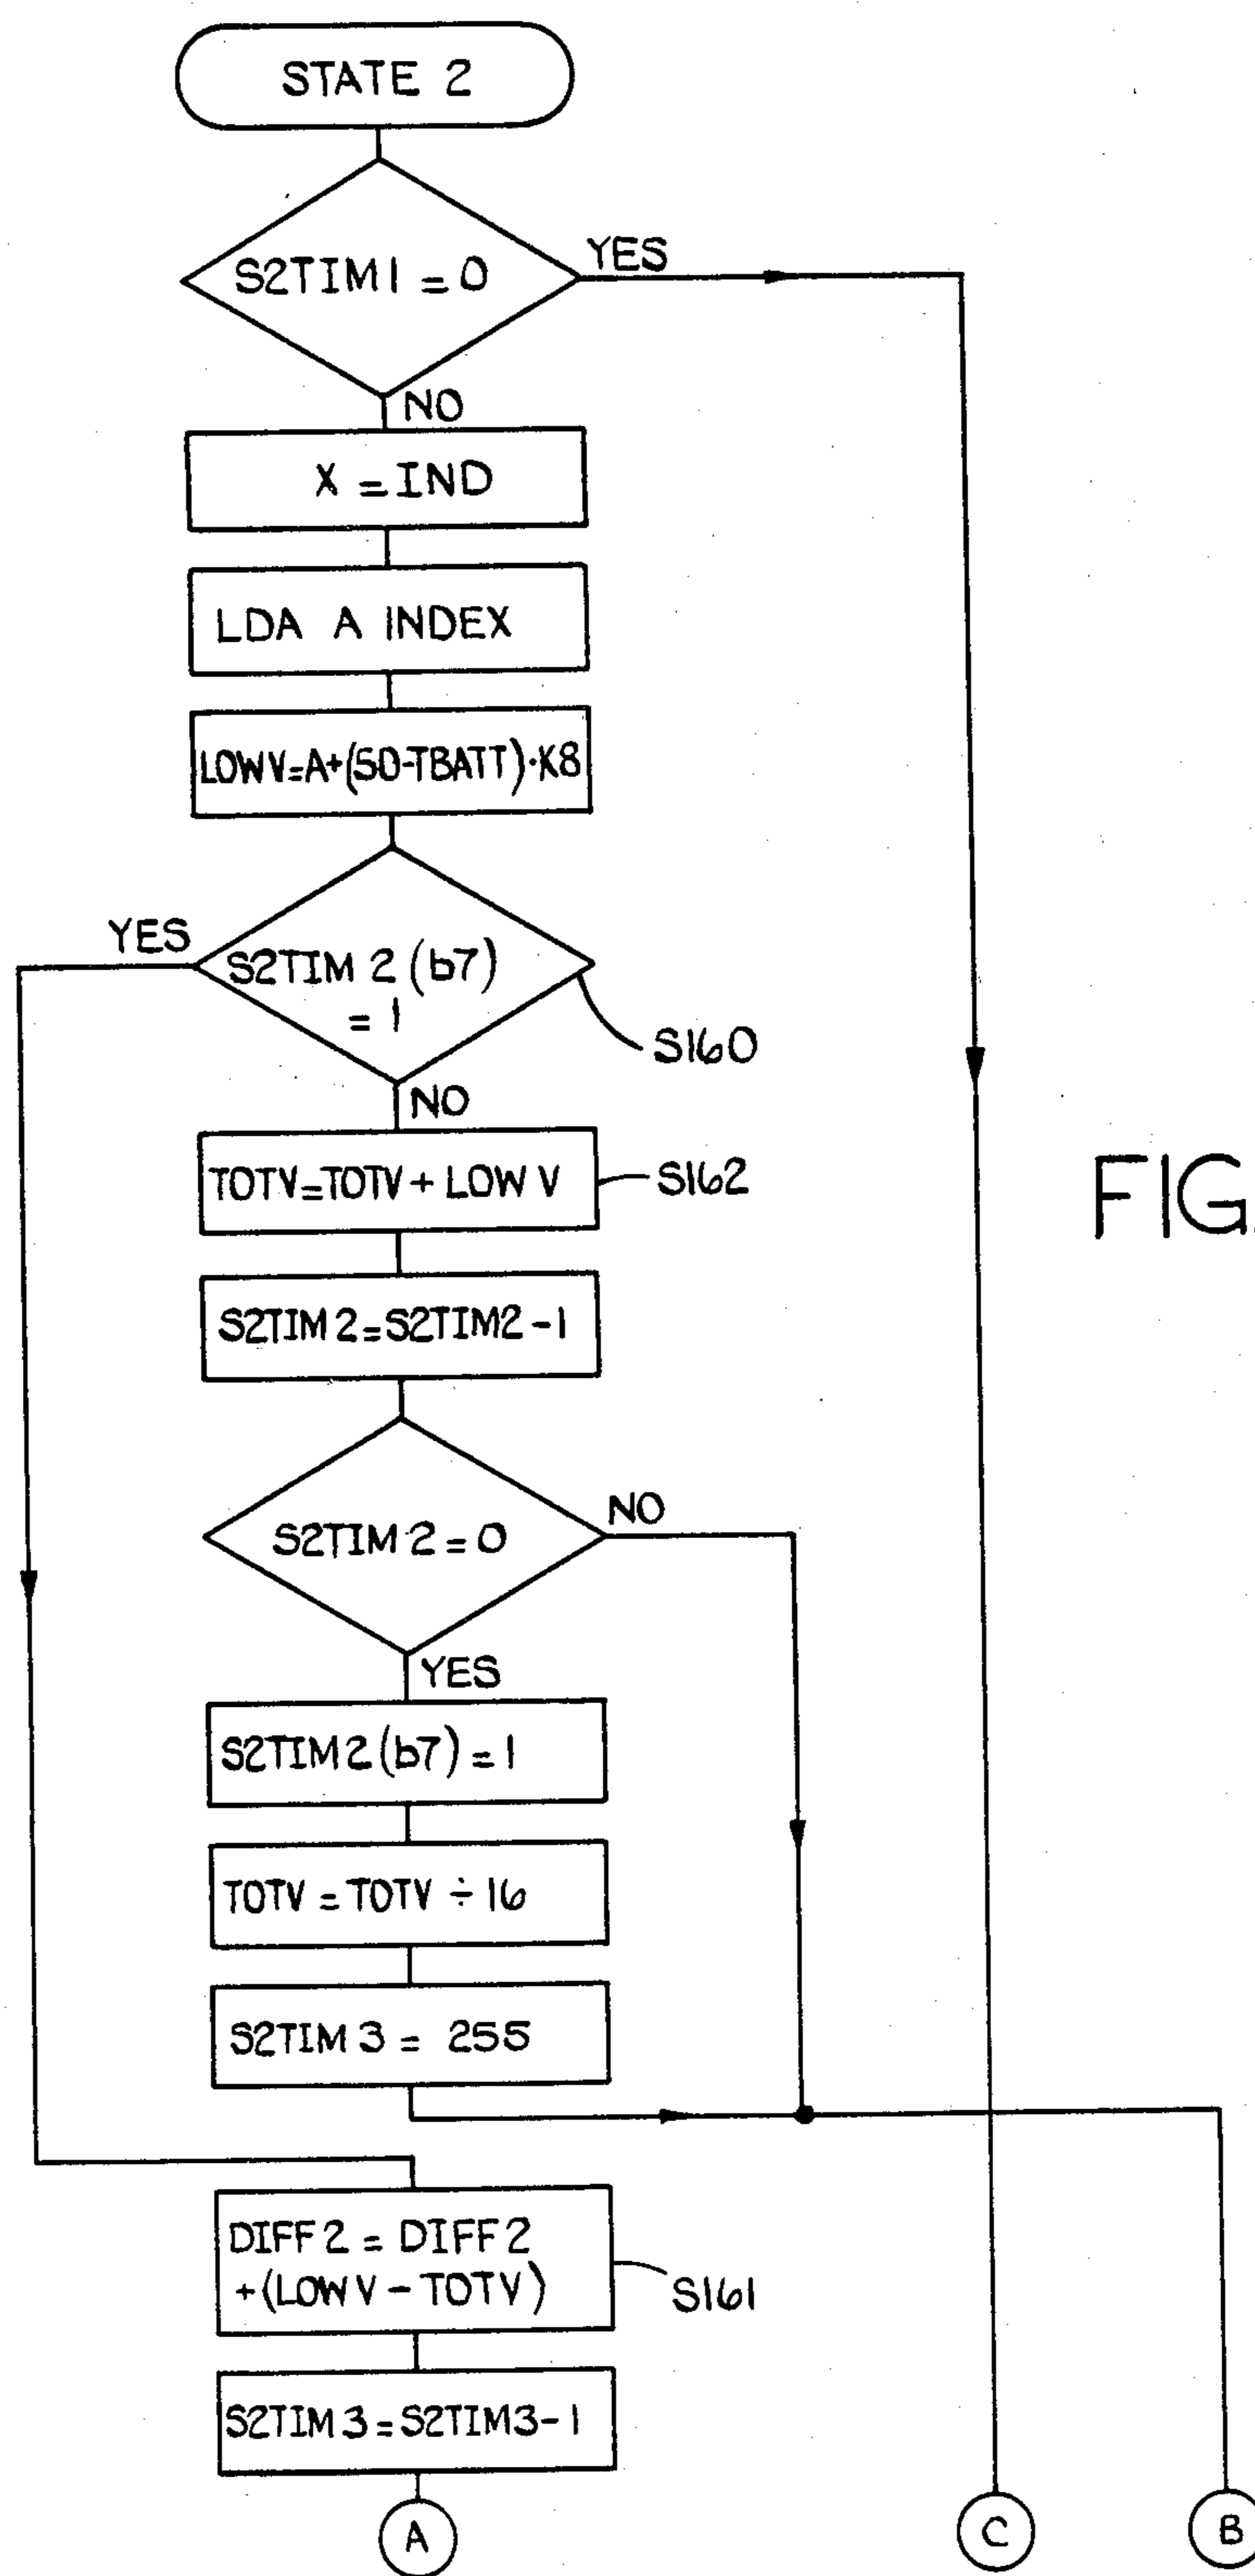 STATE 2
S2TIM1 = 0
YES
NO
X = IND
LDA A INDEX
LOWV=A+(50-TBATT)·K8
YES
S2TIM 2 (b7)
= 1
S160
NO
TOTV=TOTV + LOW V
S162
FIG.
S2TIM 2=S2TIM2-1
S2TIM 2 = 0
NO
YES
S2TIM 2 (b7) = 1
TOTV = TOTV ÷ 16
S2TIM 3 = 255
DIFF 2 = DIFF 2
+(LOW V - TOTV)
S161
S2TIM 3 = S2TIM3-1
A
C
B